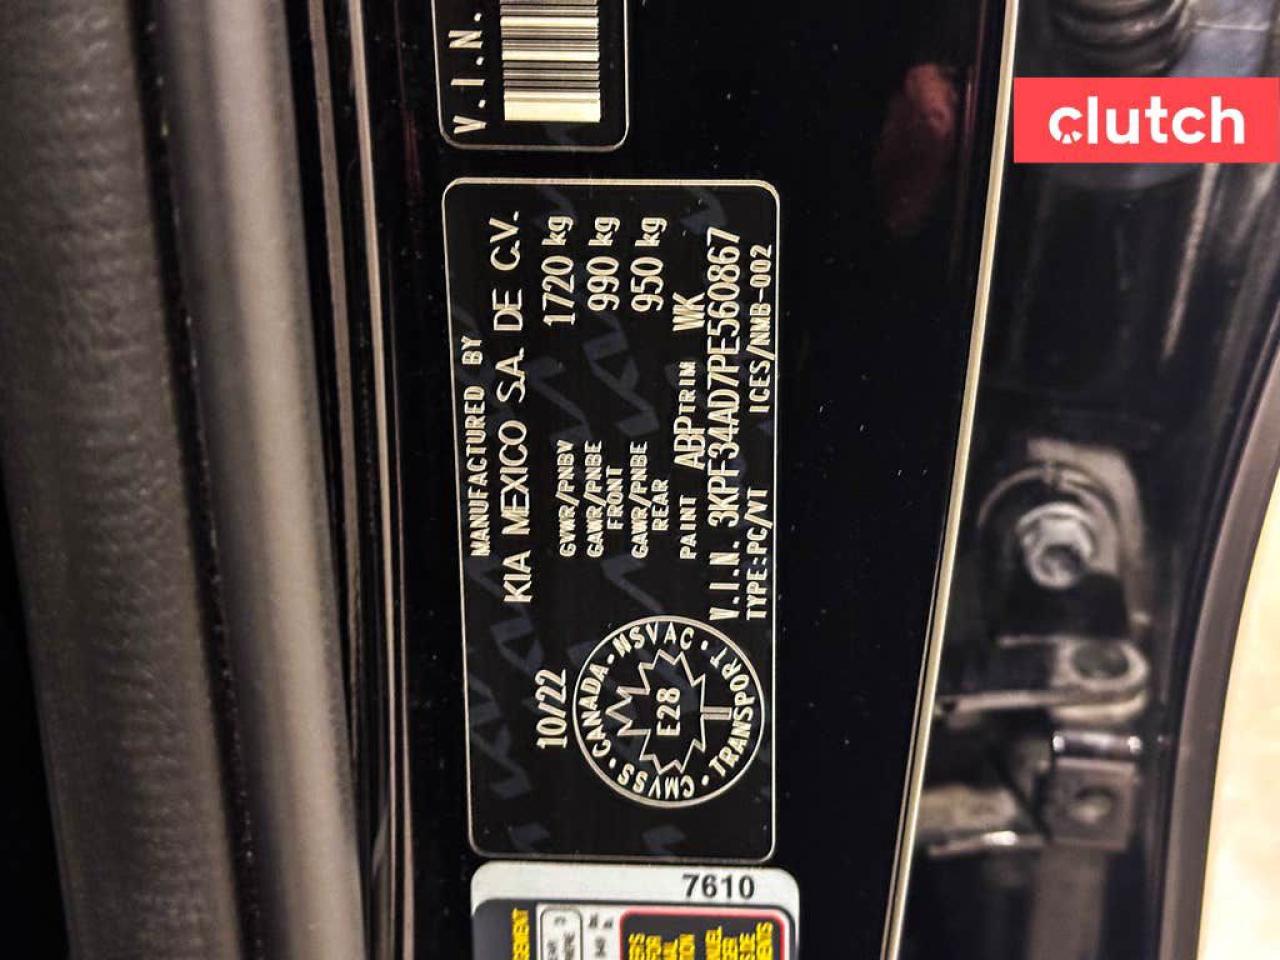 clutch
V.I.N.
MANUFACTURED BY
KIA MEXICO S.A. DE C.V.
10/22
GVWR/PNBV 1720 kg
GAWR/PNBE FRONT 990 kg
GAWR/PNBE REAR 950 kg
PAINT ABP TRIM WK
V.I.N. 3KPF34AD7PE560867
TYPE:PC/VT ICES/NMB-002
CANADA · NSVAC · TRANSPORT · CMVSS ·
E28
7610